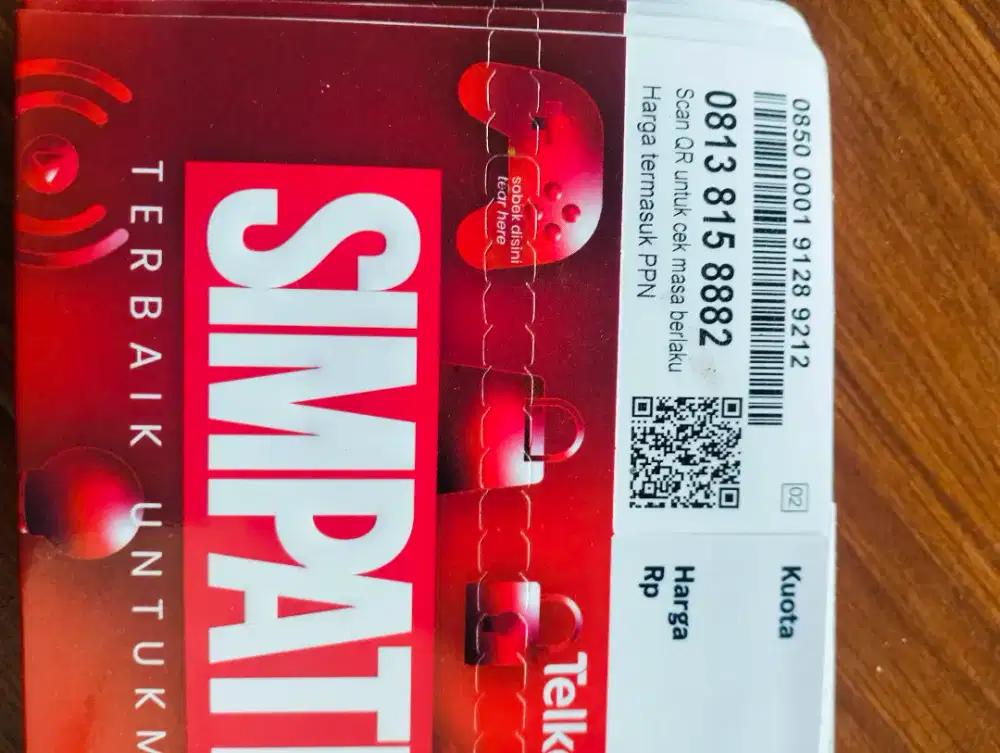 0850 0001 9128 9212
0813 815 8882
Scan QR untuk cek masa berlaku
Harga termasuk PPN
02
Kuota
Harga
Rp
sobek disini
tear here
Telk
SIMPATI
TERBAIK UNTUKM